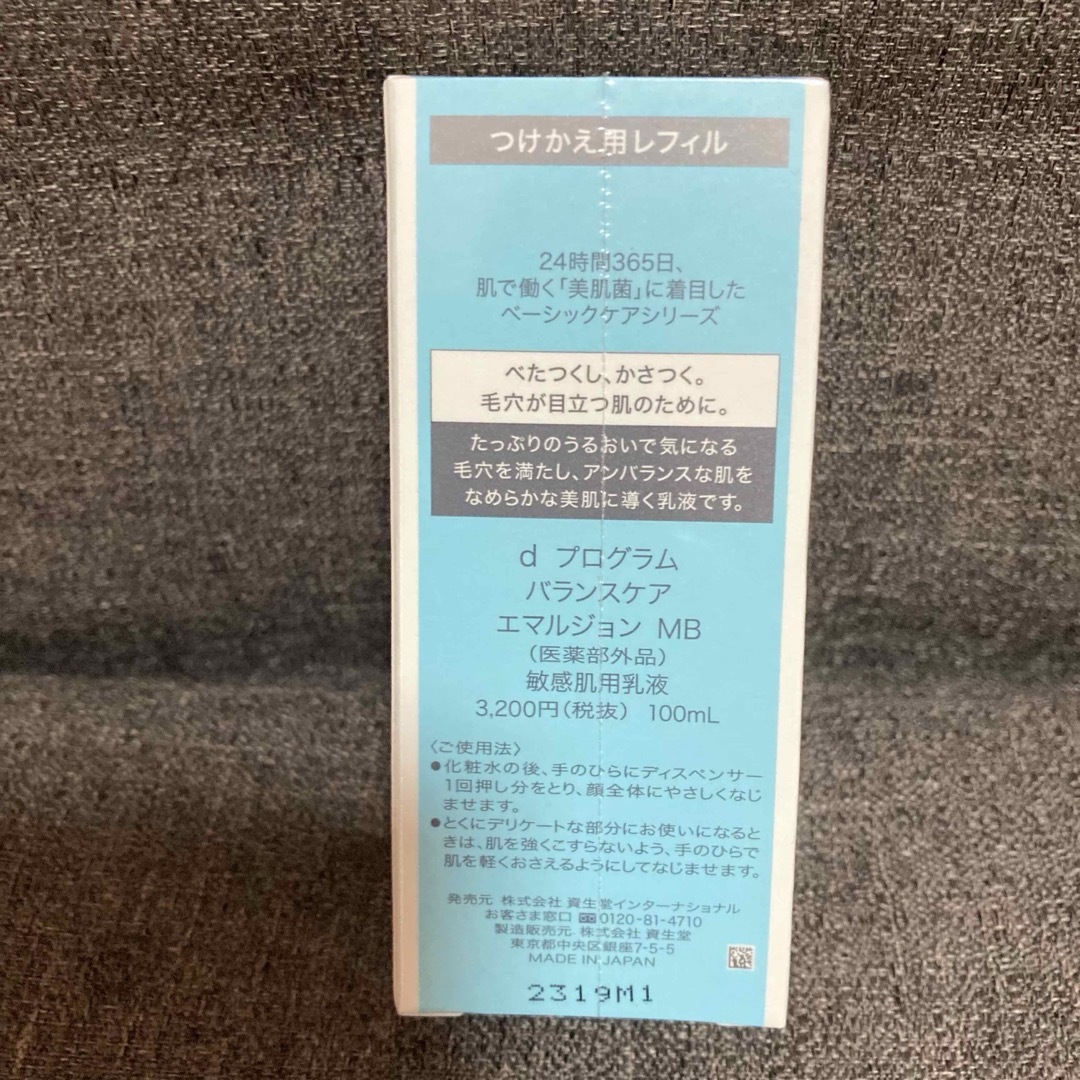 つけかえ用レフィル
24時間365日、
肌で働く「美肌菌」に着目した
ベーシックケアシリーズ
べたつくし、かさつく。
毛穴が目立つ肌のために。
たっぷりのうるおいで気になる
毛穴を満たし、アンバランスな肌を
なめらかな美肌に導く乳液です。
d プログラム
バランスケア
エマルジョン MB
(医薬部外品)
敏感肌用乳液
3,200円(税抜) 100mL
〈ご使用法〉
●化粧水の後、手のひらにディスペンサー
1回押し分をとり、顔全体にやさしくなじ
ませます。
●とくにデリケートな部分にお使いになると
きは、肌を強くこすらないよう、手のひらで
肌を軽くおさえるようにしてなじませます。
発売元 株式会社 資生堂インターナショナル
お客さま窓口 0120-81-4710
製造販売元 株式会社 資生堂
東京都中央区銀座7-5-5
MADE IN JAPAN
2319M1